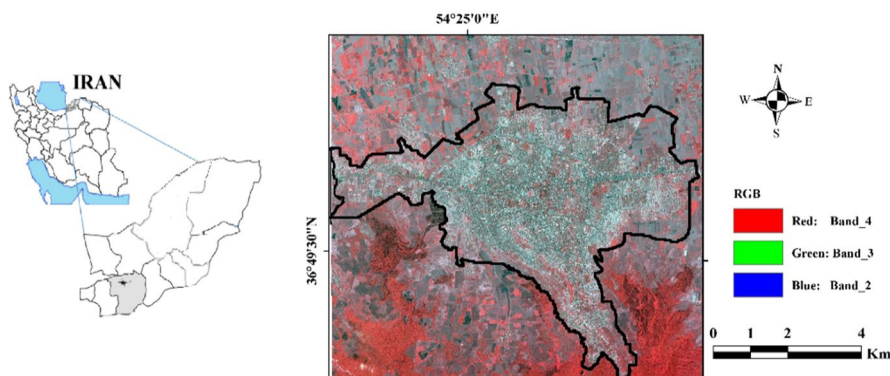 54°25'0"E
IRAN
36°49'30"N
N
W
E
S
RGB
Red: Band_4
Green: Band_3
Blue: Band_2
0 1 2 4
Km